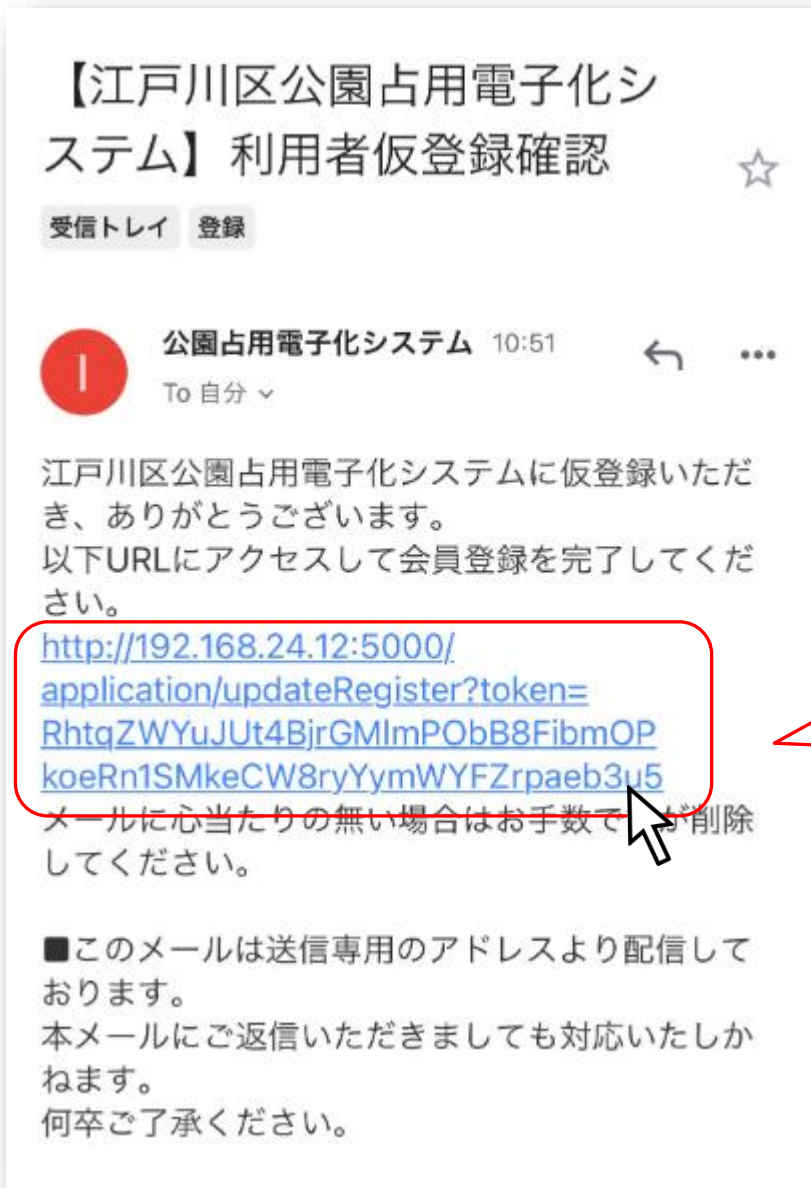 【江戸川区公園占用電子化シ
ステム】利用者仮登録確認
受信トレイ 登録
I
公園占用電子化システム 10:51
To 自分
江戸川区公園占用電子化システムに仮登録いただ
き、ありがとうございます。
以下URLにアクセスして会員登録を完了してくだ
さい。
http://192.168.24.12:5000/
application/updateRegister?token=
RhtqZWYuJUt4BjrGMImPObB8FibmOP
koeRn1SMkeCW8ryYymWYFZrpaeb3u5
メールに心当たりの無い場合はお手数で が削除
してください。
■このメールは送信専用のアドレスより配信して
おります。
本メールにご返信いただきましても対応いたしか
ねます。
何卒ご了承ください。